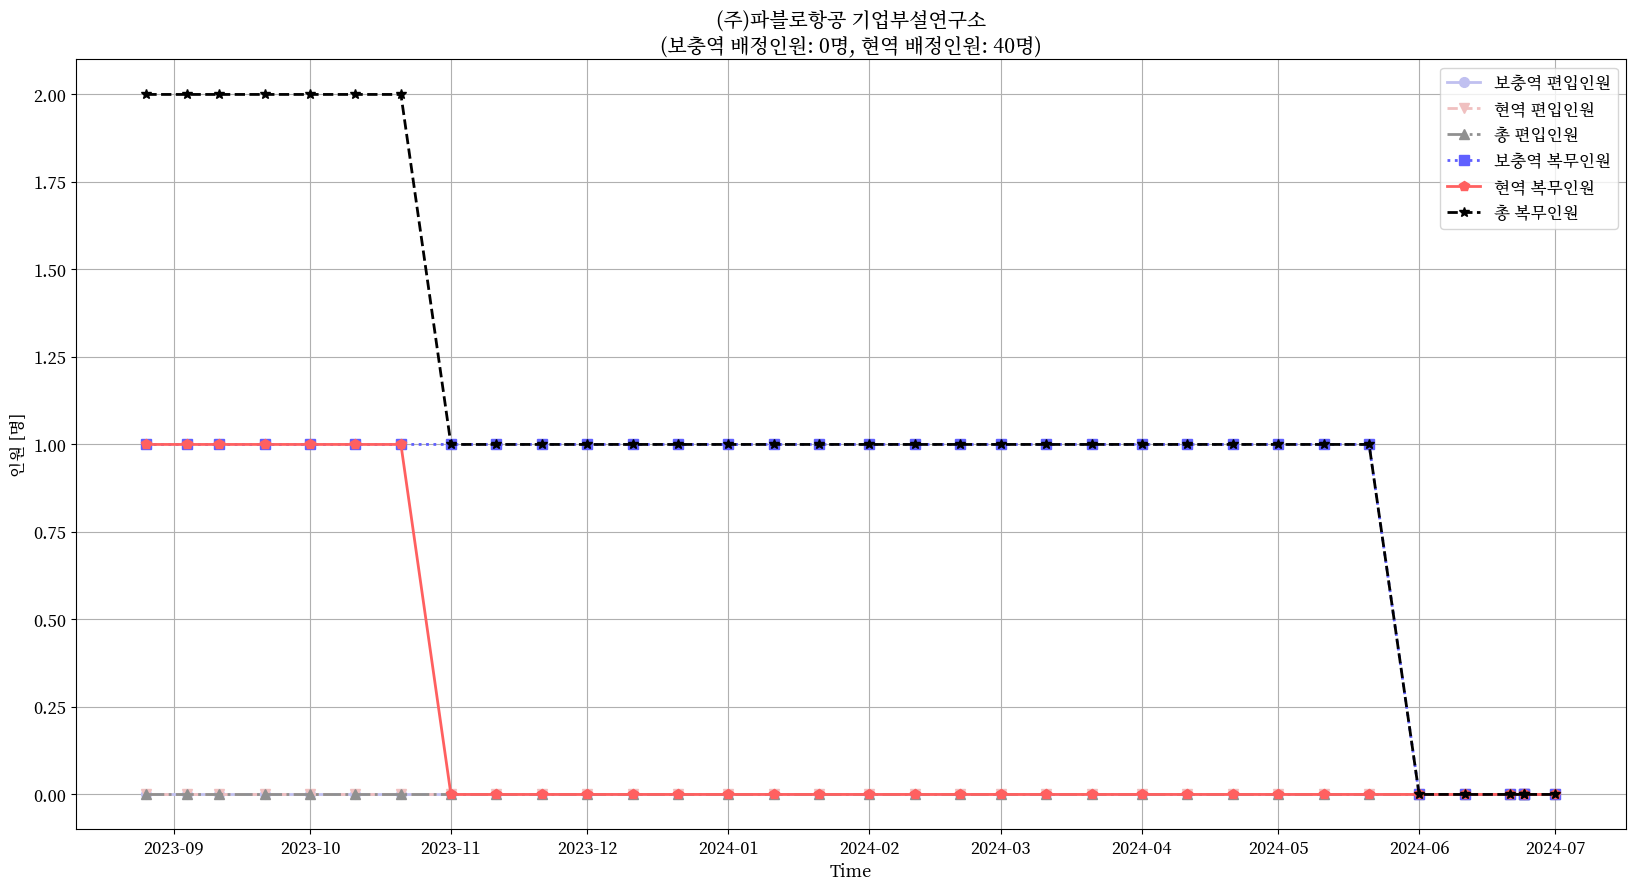 (주)파블로항공 기업부설연구소
(보충역 배정인원: 0명, 현역 배정인원: 40명)
보충역 편입인원
현역 편입인원
총 편입인원
보충역 복무인원
현역 복무인원
총 복무인원
2.00
1.75
1.50
1.25
1.00
0.75
0.50
0.25
0.00
인원 [명]
2023-09
2023-10
2023-11
2023-12
2024-01
2024-02
2024-03
2024-04
2024-05
2024-06
2024-07
Time